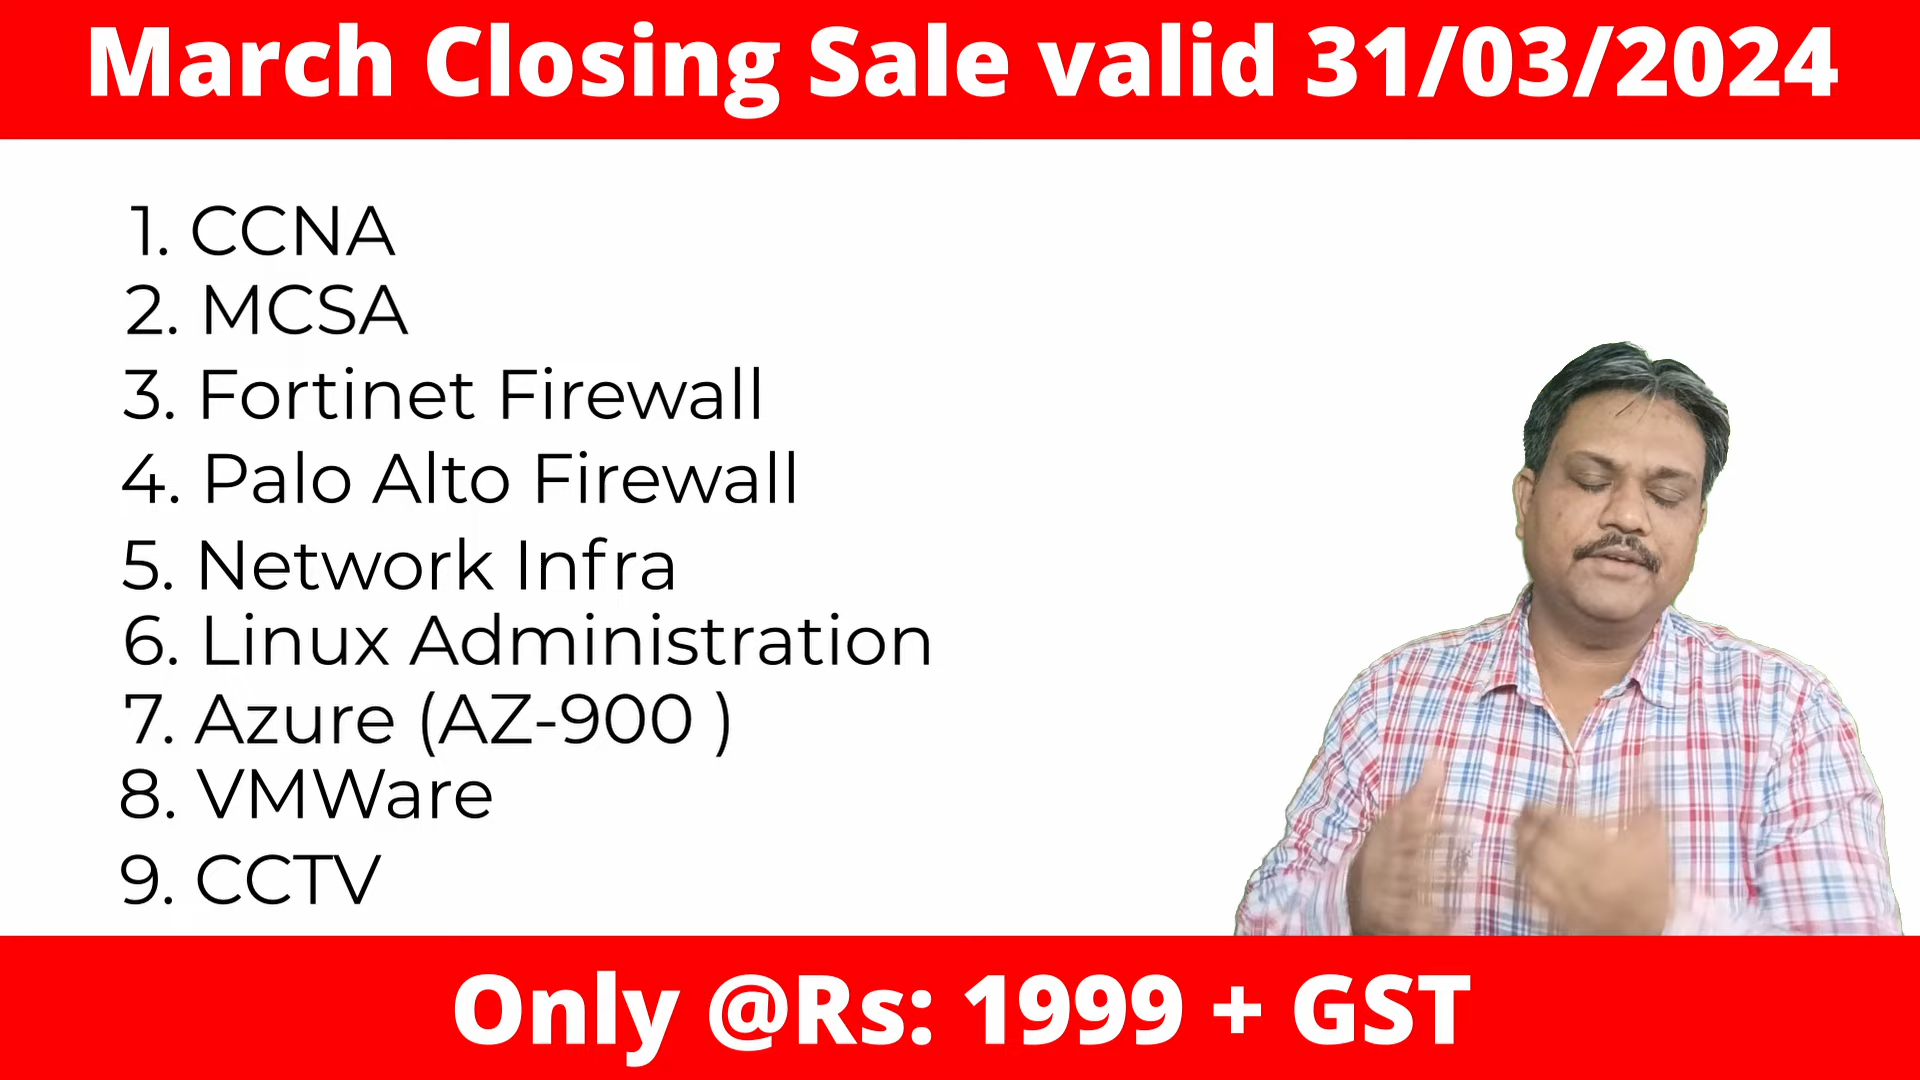 March Closing Sale valid 31/03/2024
1. CCNA
2. MCSA
3. Fortinet Firewall
4. Palo Alto Firewall
5. Network Infra
6. Linux Administration
7. Azure (AZ-900 )
8. VMWare
9. CCTV
Only @Rs: 1999 + GST